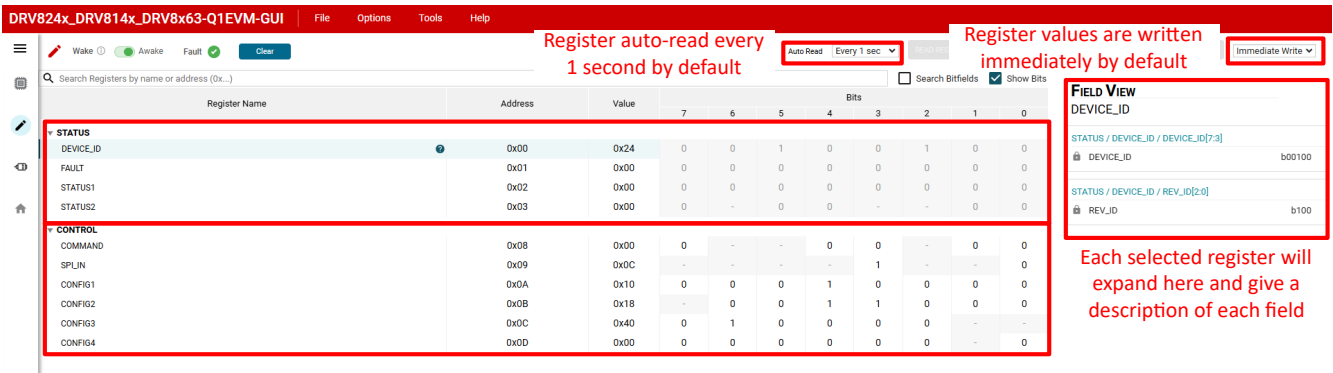 DRV824x_DRV814x_DRV8x63-Q1EVM-GUI File Options Tools Help
Register auto-read every
1 second by default
Register values are written
immediately by default
Wake Awake Fault Clear Auto Read Every 1 sec Immediate Write
Search Registers by name or address (0x...) Search Bitfields Show Bits
Register Name Address Value Bits
7 6 5 4 3 2 1 0
STATUS
DEVICE_ID 0x00 0x24 0 0 1 0 0 1 0 0
FAULT 0x01 0x00 0 0 0 0 0 0 0 0
STATUS1 0x02 0x00 0 0 0 0 0 0 0 0
STATUS2 0x03 0x00 0 - 0 0 - - 0 0
CONTROL
COMMAND 0x08 0x00 0 - - 0 0 - 0 0
SPI_IN 0x09 0x0C - - - - 1 - - 0
CONFIG1 0x0A 0x10 0 0 0 1 0 0 0 0
CONFIG2 0x0B 0x18 - 0 0 1 1 0 0 0
CONFIG3 0x0C 0x40 0 1 0 0 0 0 - -
CONFIG4 0x0D 0x00 0 0 0 0 0 0 - 0
FIELD VIEW
DEVICE_ID
STATUS / DEVICE_ID / DEVICE_ID[7:3]
DEVICE_ID b00100
STATUS / DEVICE_ID / REV_ID[2:0]
REV_ID b100
Each selected register will
expand here and give a
description of each field